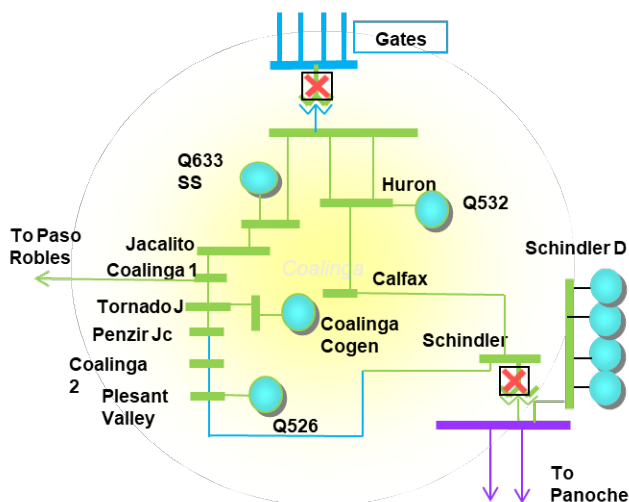 Gates
Q633
SS
Huron
Q532
To Paso
Robles
Jacalito
Coalinga 1
Coalinga
Calfax
Schindler D
Tornado J
Penzir Jc
Coalinga
Cogen
Schindler
Coalinga
2
Plesant
Valley
Q526
To
Panoche